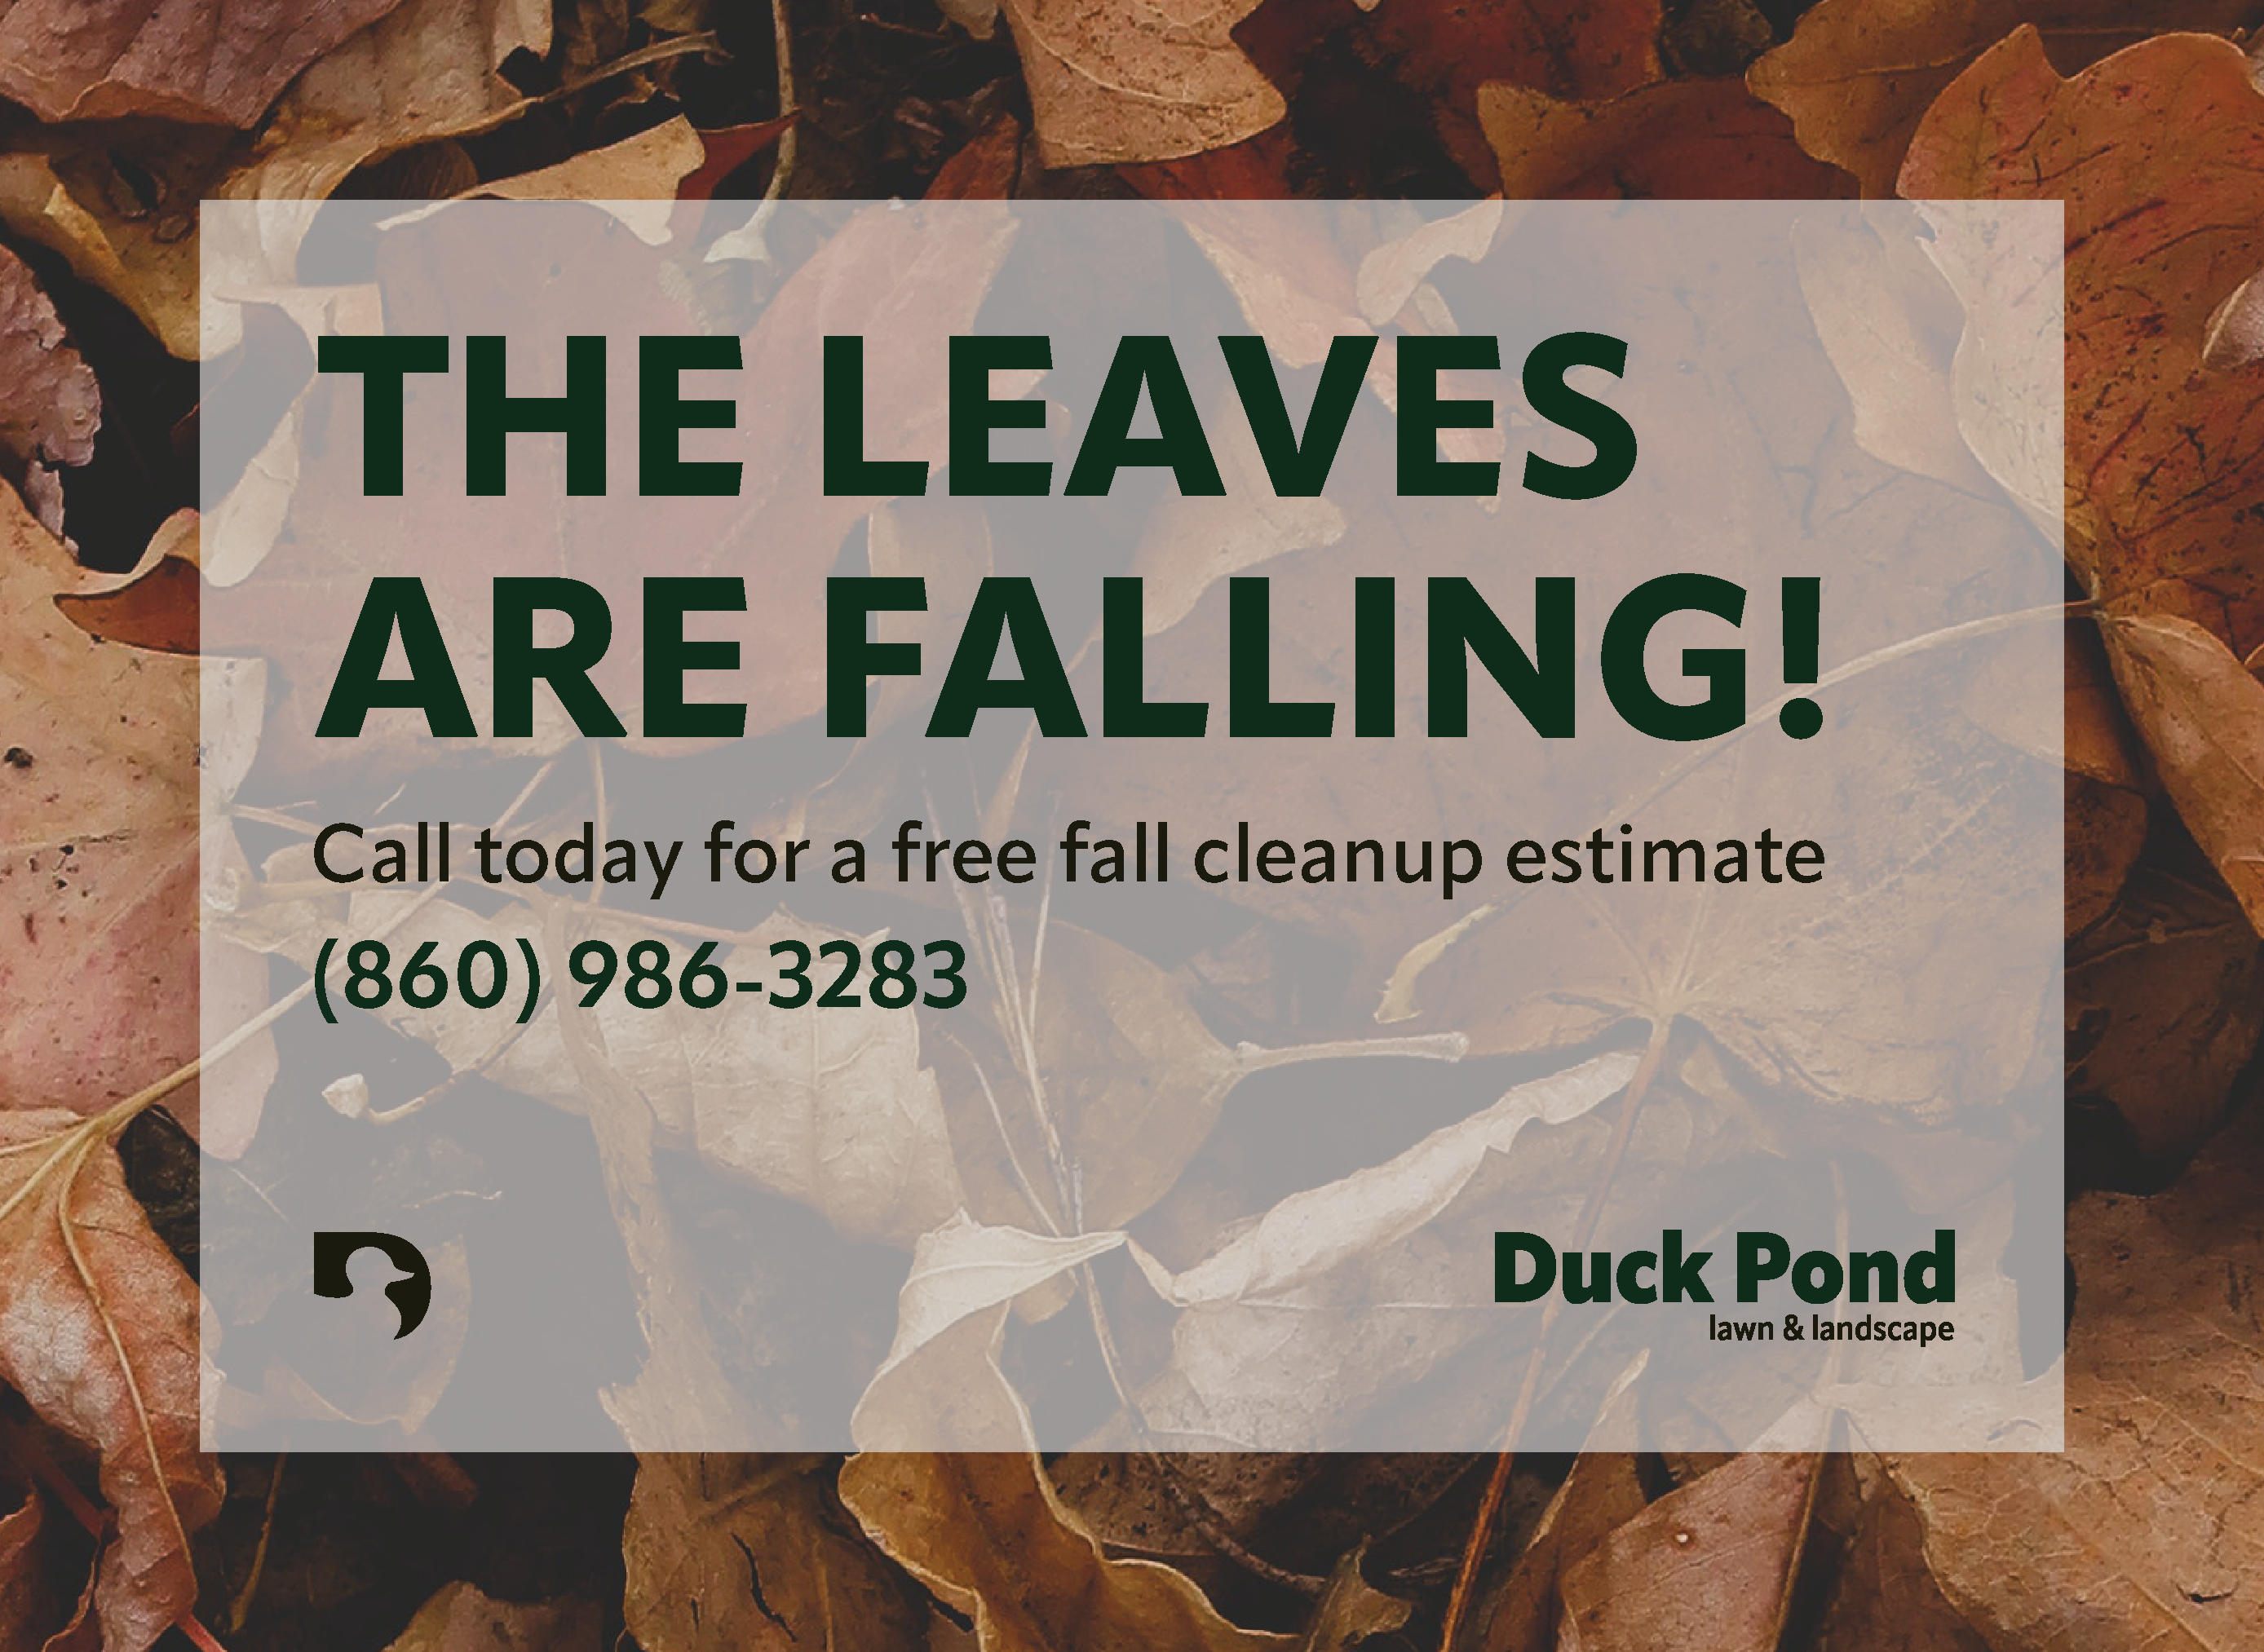 THE LEAVES
ARE FALLING!
Call today for a free fall cleanup estimate
(860) 986-3283
Duck Pond
lawn & landscape